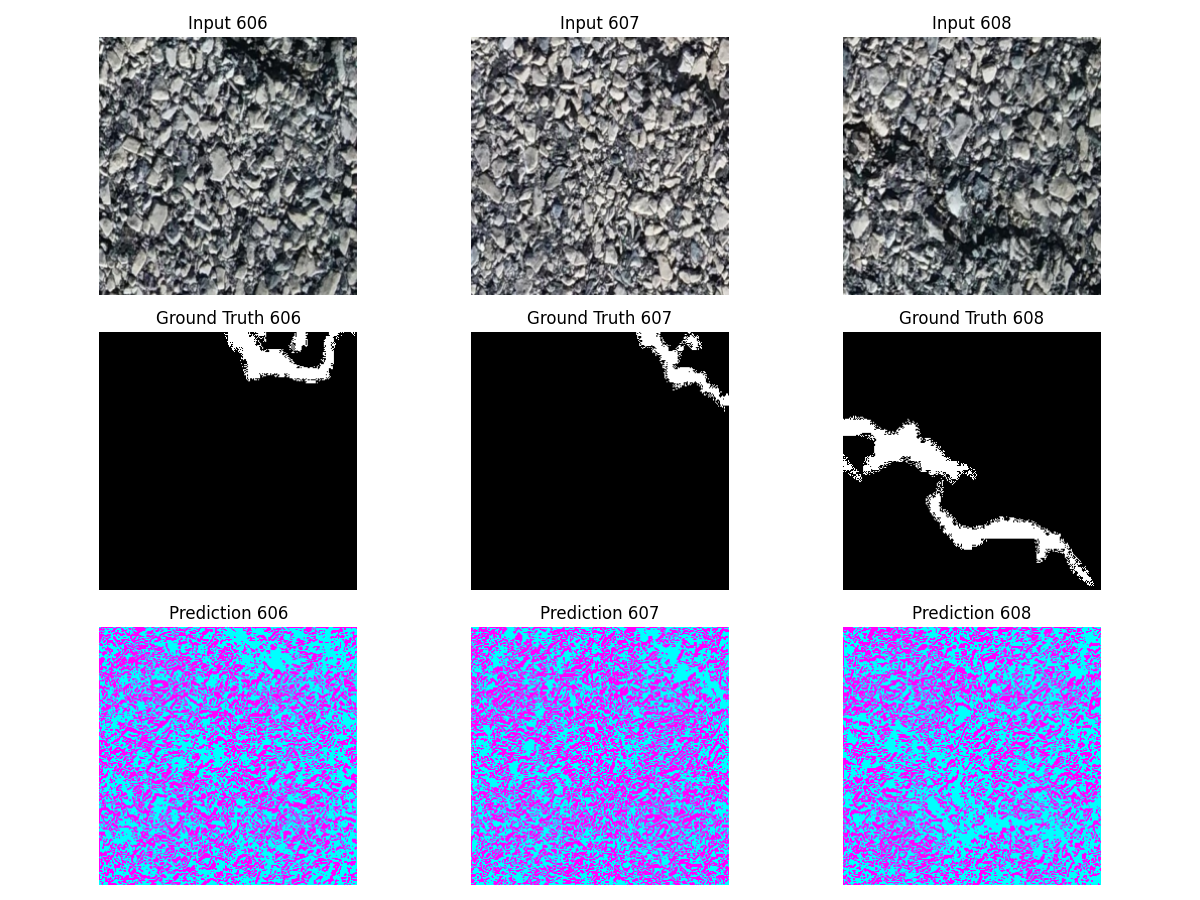 Input 606
Input 607
Input 608
Ground Truth 606
Ground Truth 607
Ground Truth 608
Prediction 606
Prediction 607
Prediction 608